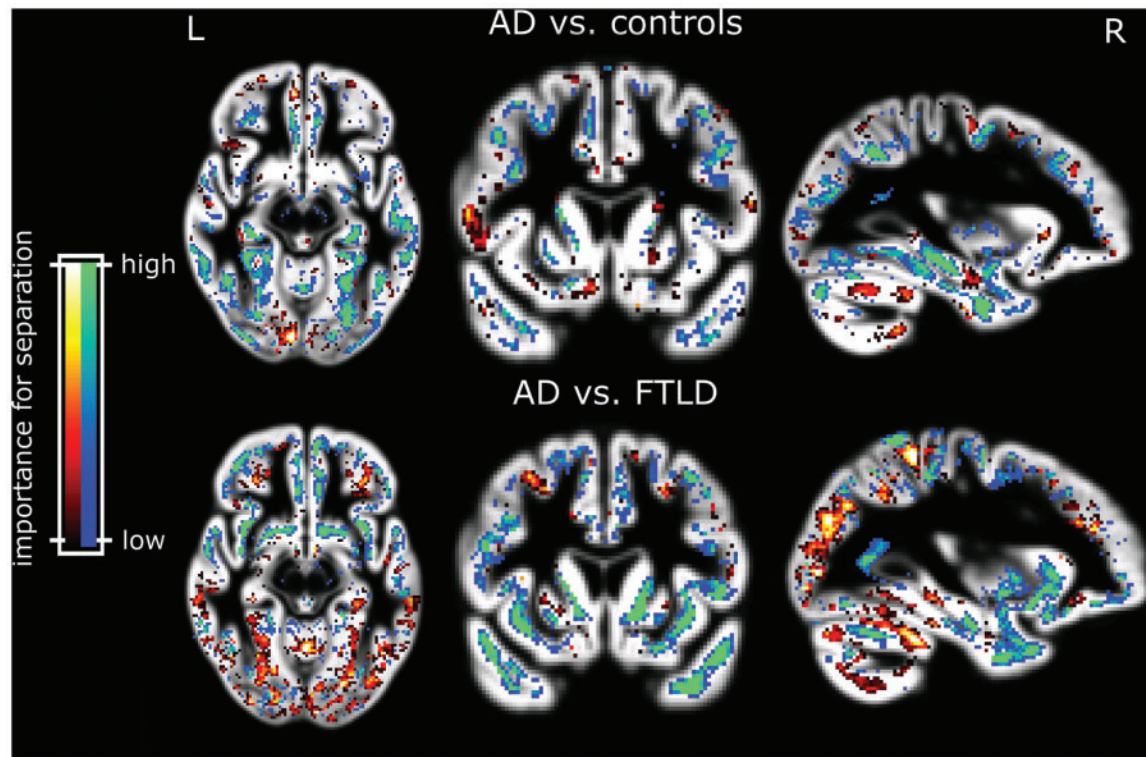 AD vs. controls
L
R
AD vs. FTLD
importance for separation
high
low